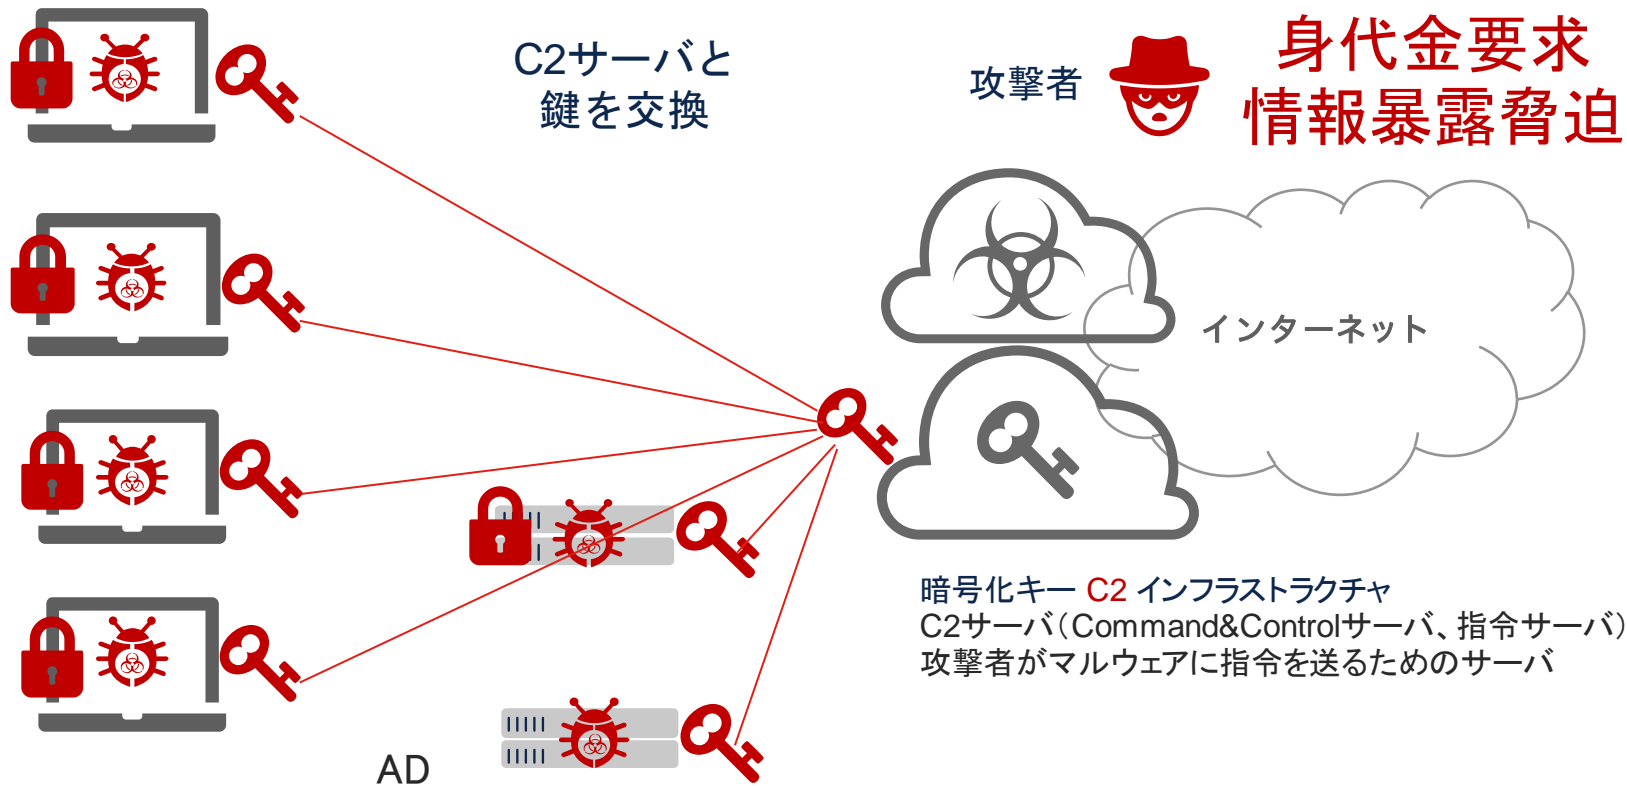 C2サーバと
鍵を交換
攻撃者
身代金要求
情報暴露脅迫
インターネット
暗号化キー C2 インフラストラクチャ
C2サーバ（Command&Controlサーバ、指令サーバ）
攻撃者がマルウェアに指令を送るためのサーバ
AD